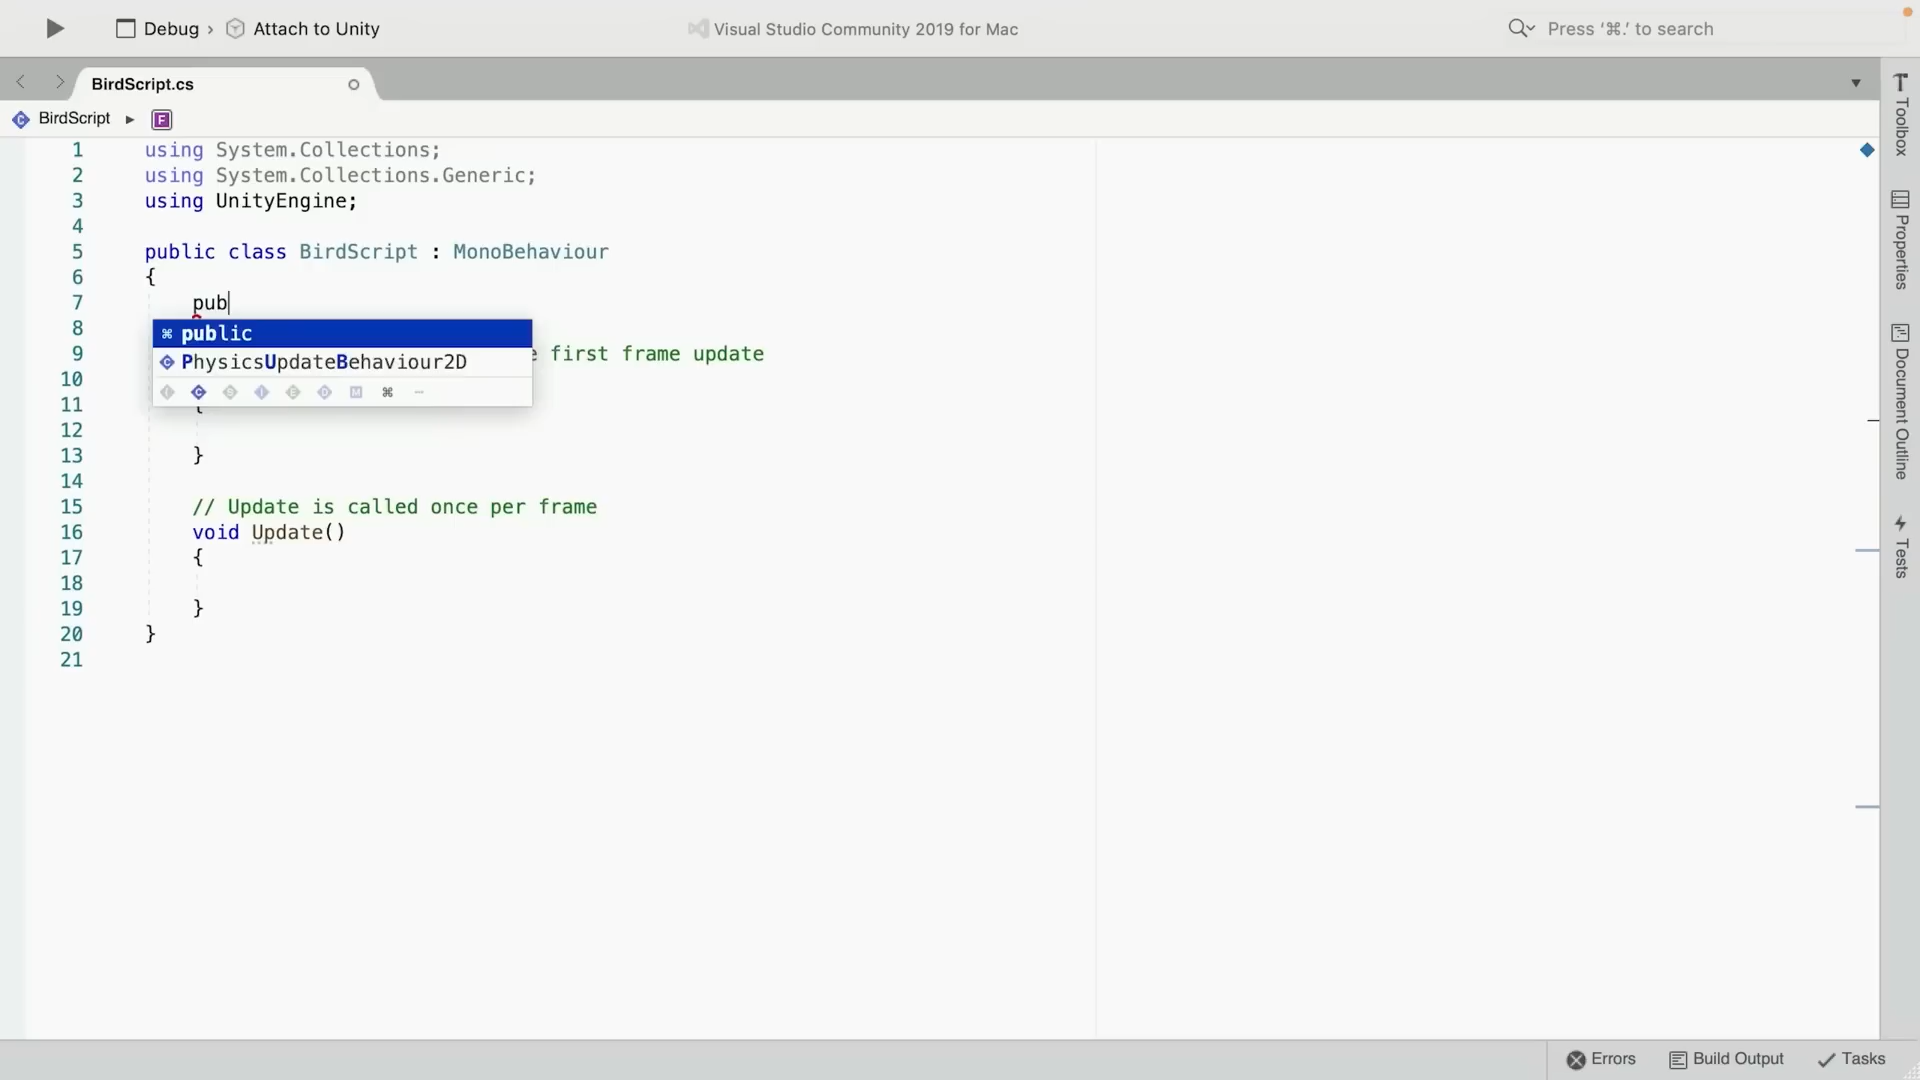 Debug › Attach to Unity
Visual Studio Community 2019 for Mac
Press ‘⌘.’ to search
BirdScript.cs
BirdScript ▸ F
1 using System.Collections;
2 using System.Collections.Generic;
3 using UnityEngine;
4
5 public class BirdScript : MonoBehaviour
6 {
7 pub
8 ⌘ public
9 first frame update
C PhysicsUpdateBehaviour2D
10
11 {
12
13 }
14
15 // Update is called once per frame
16 void Update()
17 {
18
19 }
20 }
21
Toolbox
Properties
Document Outline
Tests
Errors
Build Output
Tasks